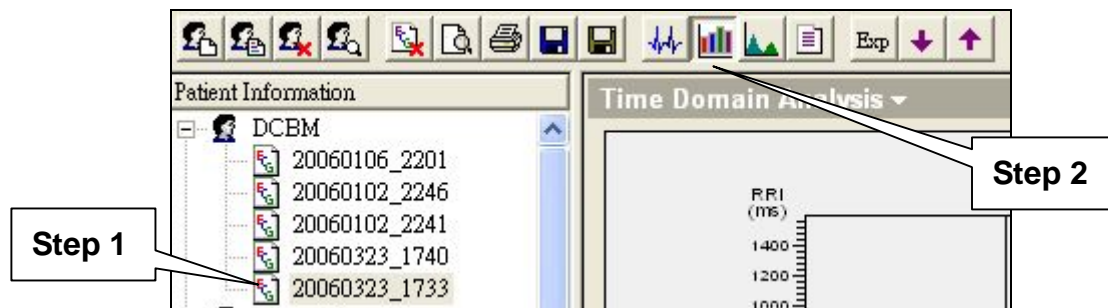 Exp
Patient Information
Time Domain Analysis
DCBM
20060106_2201
20060102_2246
20060102_2241
20060323_1740
20060323_1733
RRI
(ms)
1400
1200
1000
Step 1
Step 2